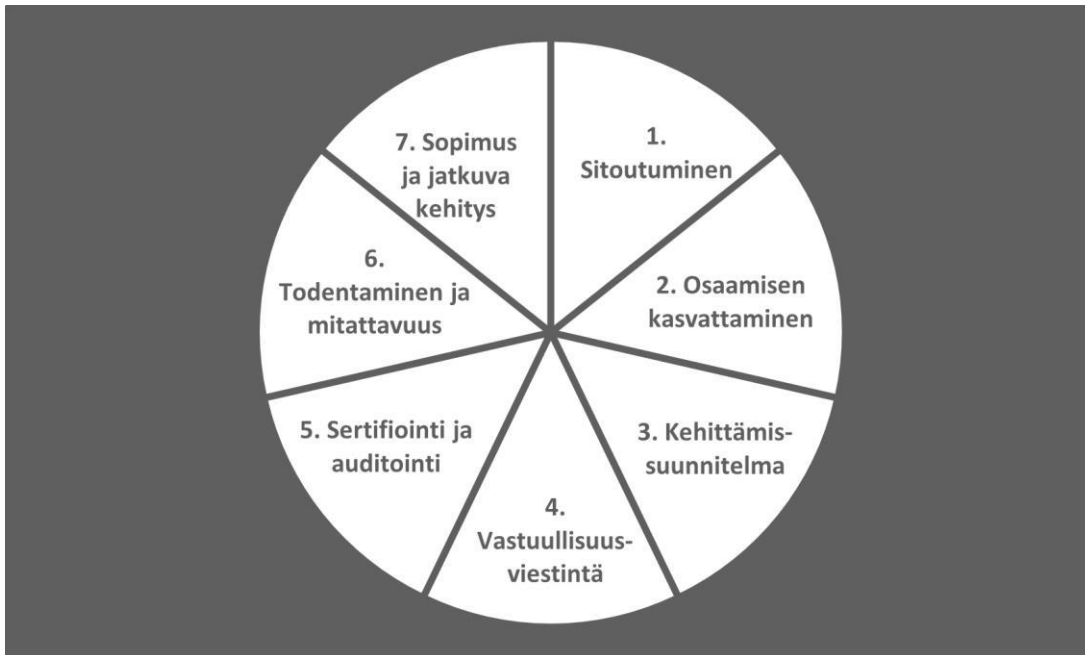 1.
Sitoutuminen
2. Osaamisen
kasvattaminen
3. Kehittämis-
suunnitelma
4.
Vastuullisuus-
viestintä
5. Sertifiointi ja
auditointi
6.
Todentaminen ja
mitattavuus
7. Sopimus
ja jatkuva
kehitys